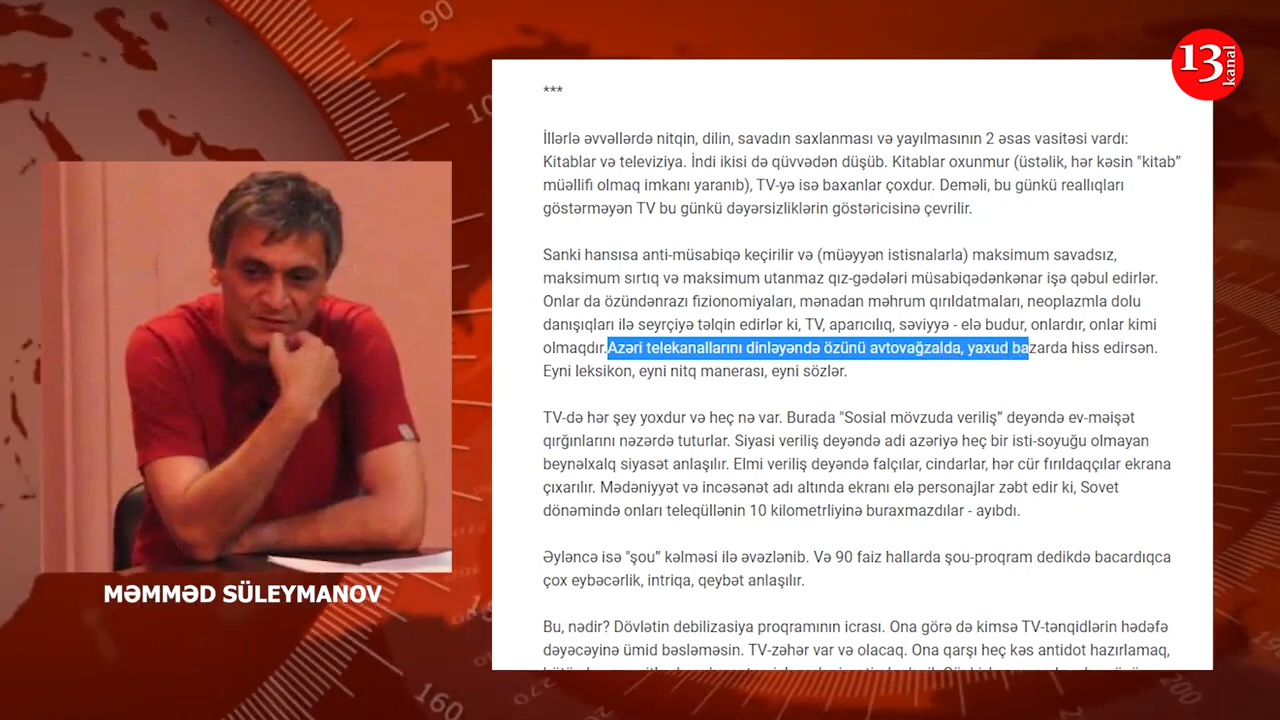 90
10
13
kanal
***
İllərlə əvvəllərdə nitqin, dilin, savadın saxlanması və yayılmasının 2 əsas vasitəsi vardı:
Kitablar və televiziya. İndi ikisi də qüvvədən düşüb. Kitablar oxunmur (üstəlik, hər kəsin "kitab”
müəllifi olmaq imkanı yaranıb), TV-yə isə baxanlar çoxdur. Deməli, bu günkü reallıqları
göstərməyən TV bu günkü dəyərsizliklərin göstəricisinə çevrilir.
Sanki hansısa anti-müsabiqə keçirilir və (müəyyən istisnalarla) maksimum savadsız,
maksimum sırtıq və maksimum utanmaz qız-gədələri müsabiqədənkənar işə qəbul edirlər.
Onlar da özündənrazı fizionomiyaları, mənadan məhrum qırıldatmaları, neoplazmla dolu
danışıqları ilə seyrçiyə təlqin edirlər ki, TV, aparıcılıq, səviyyə - elə budur, onlardır, onlar kimi
olmaqdır.Azəri telekanallarını dinləyəndə özünü avtovağzalda, yaxud bazarda hiss edirsən.
Eyni leksikon, eyni nitq manerası, eyni sözlər.
TV-də hər şey yoxdur və heç nə var. Burada "Sosial mövzuda veriliş” deyəndə ev-məişət
qırğınlarını nəzərdə tuturlar. Siyasi veriliş deyəndə adi azəriyə heç bir isti-soyuğu olmayan
beynəlxalq siyasət anlaşılır. Elmi veriliş deyəndə falçılar, cindarlar, hər cür fırıldaqçılar ekrana
çıxarılır. Mədəniyyət və incəsənət adı altında ekranı elə personajlar zəbt edir ki, Sovet
dönəmində onları teleqüllənin 10 kilometrliyinə buraxmazdılar - ayıbdı.
Əyləncə isə "şou” kəlməsi ilə əvəzlənib. Və 90 faiz hallarda şou-proqram dedikdə bacardıqca
çox eybəcərlik, intriqa, qeybət anlaşılır.
Bu, nədir? Dövlətin debilizasiya proqramının icrası. Ona görə də kimsə TV-tənqidlərin hədəfə
dəyəcəyinə ümid bəsləməsin. TV-zəhər var və olacaq. Ona qarşı heç kəs antidot hazırlamaq,
MƏMMƏD SÜLEYMANOV
160
200